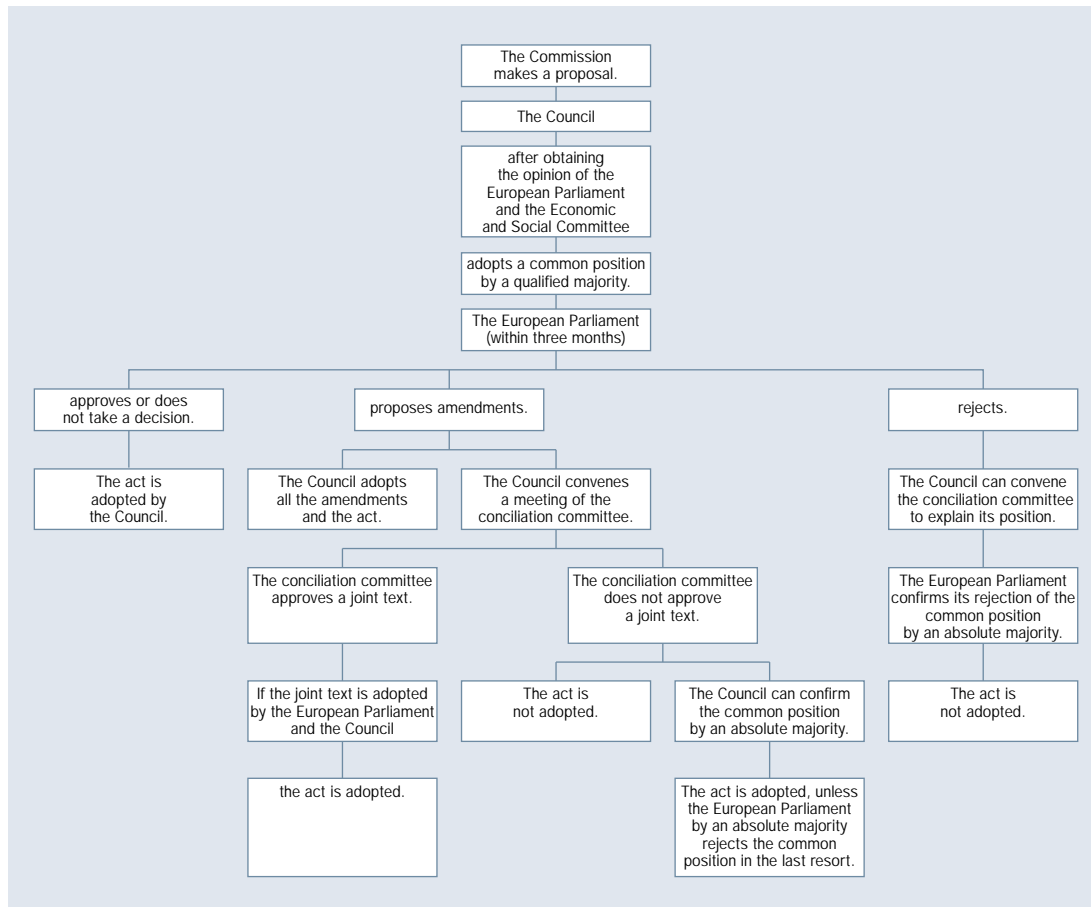 The Commission
makes a proposal.
The Council
after obtaining
the opinion of the
European Parliament
and the Economic
and Social Committee
adopts a common position
by a qualified majority.
The European Parliament
(within three months)
approves or does
not take a decision.
proposes amendments.
rejects.
The act is
adopted by
the Council.
The Council adopts
all the amendments
and the act.
The Council convenes
a meeting of the
conciliation committee.
The Council can convene
the conciliation committee
to explain its position.
The conciliation committee
approves a joint text.
The conciliation committee
does not approve
a joint text.
The European Parliament
confirms its rejection of the
common position
by an absolute majority.
If the joint text is adopted
by the European Parliament
and the Council
The act is
not adopted.
The Council can confirm
the common position
by an absolute majority.
The act is
not adopted.
the act is adopted.
The act is adopted, unless
the European Parliament
by an absolute majority
rejects the common
position in the last resort.